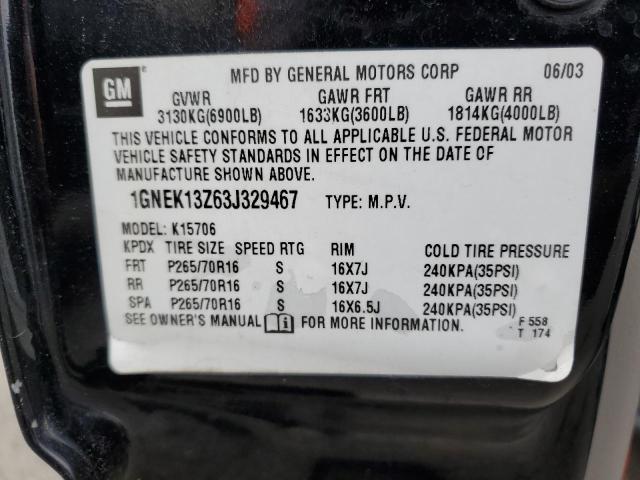 GM ® MFD BY GENERAL MOTORS CORP 06/03
GVWR GAWR FRT GAWR RR
3130KG(6900LB) 1633KG(3600LB) 1814KG(4000LB)
THIS VEHICLE CONFORMS TO ALL APPLICABLE U.S. FEDERAL MOTOR
VEHICLE SAFETY STANDARDS IN EFFECT ON THE DATE OF
MANUFACTURE SHOWN ABOVE.
1GNEK13Z63J329467 TYPE: M.P.V.
MODEL: K15706
KPDX TIRE SIZE SPEED RTG RIM COLD TIRE PRESSURE
FRT P265/70R16 S 16X7J 240KPA(35PSI)
RR P265/70R16 S 16X7J 240KPA(35PSI)
SPA P265/70R16 S 16X6.5J 240KPA(35PSI)
SEE OWNER'S MANUAL FOR MORE INFORMATION.
F 558
T 174